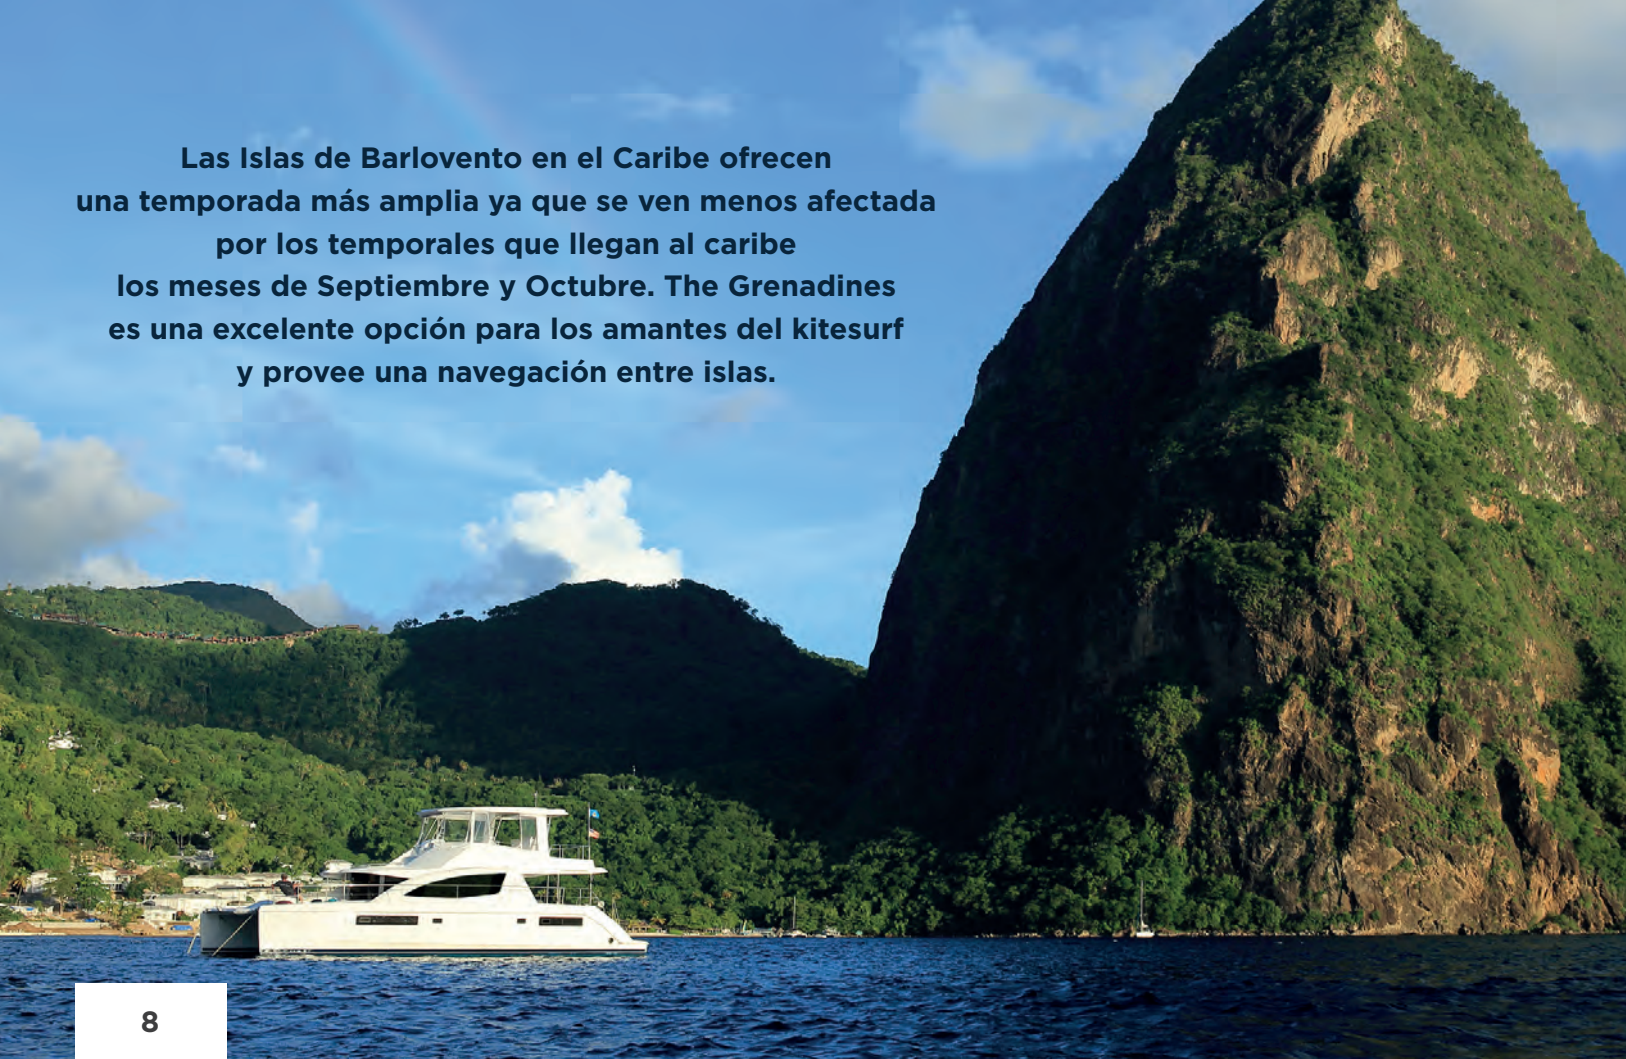 Las Islas de Barlovento en el Caribe ofrecen
una temporada más amplia ya que se ven menos afectada
por los temporales que llegan al caribe
los meses de Septiembre y Octubre. The Grenadines
es una excelente opción para los amantes del kitesurf
y provee una navegación entre islas.
8